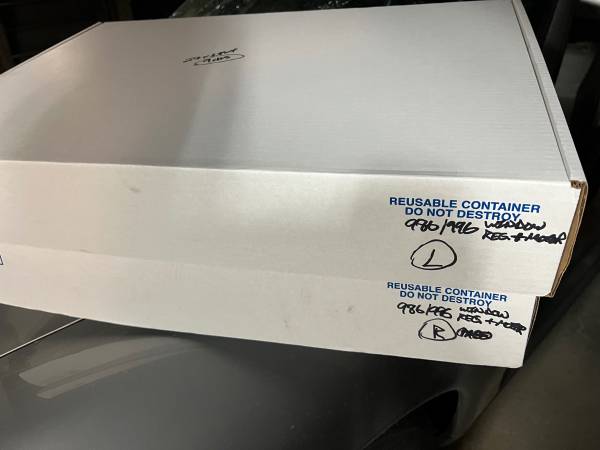 REUSABLE CONTAINER
DO NOT DESTROY
986/996 WINDOW
REG. + MOTOR
L
REUSABLE CONTAINER
DO NOT DESTROY
986/996 WINDOW
REG. + MOTOR
R PASS